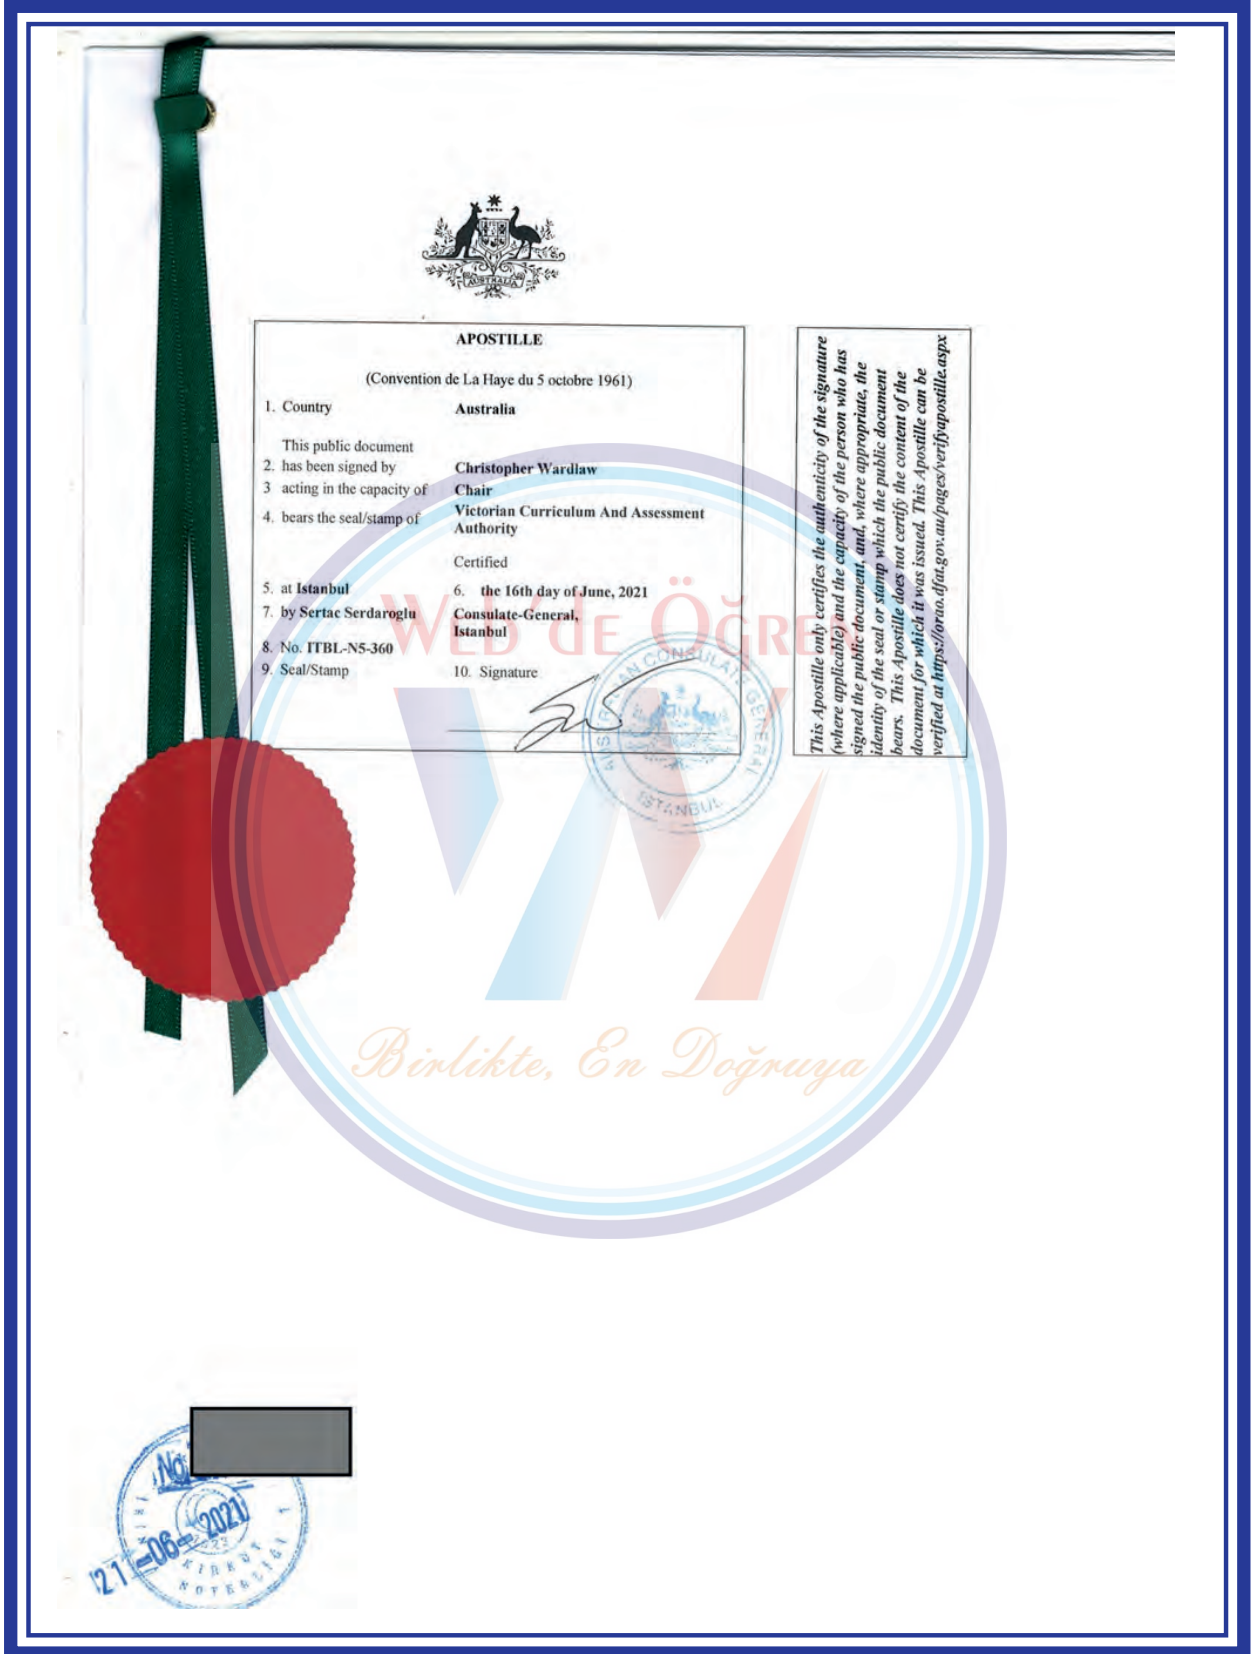 AUSTRALIA
APOSTILLE
(Convention de La Haye du 5 octobre 1961)
1. Country Australia
This public document
2. has been signed by Christopher Wardlaw
3 acting in the capacity of Chair
4. bears the seal/stamp of Victorian Curriculum And Assessment
Authority
Certified
5. at Istanbul 6. the 16th day of June, 2021
7. by Sertac Serdaroglu Consulate-General,
Istanbul
8. No. ITBL-N5-360
9. Seal/Stamp 10. Signature
AUSTRALIAN CONSULATE GENERAL
ISTANBUL
This Apostille only certifies the authenticity of the signature
(where applicable) and the capacity of the person who has
signed the public document, and, where appropriate, the
identity of the seal or stamp which the public document
bears. This Apostille does not certify the content of the
document for which it was issued. This Apostille can be
verified at https://orao.dfat.gov.au/pages/verifyapostille.aspx
Web'de Öğren
Birlikte, En Doğruya
21-06-2021
NOTERLİĞİ